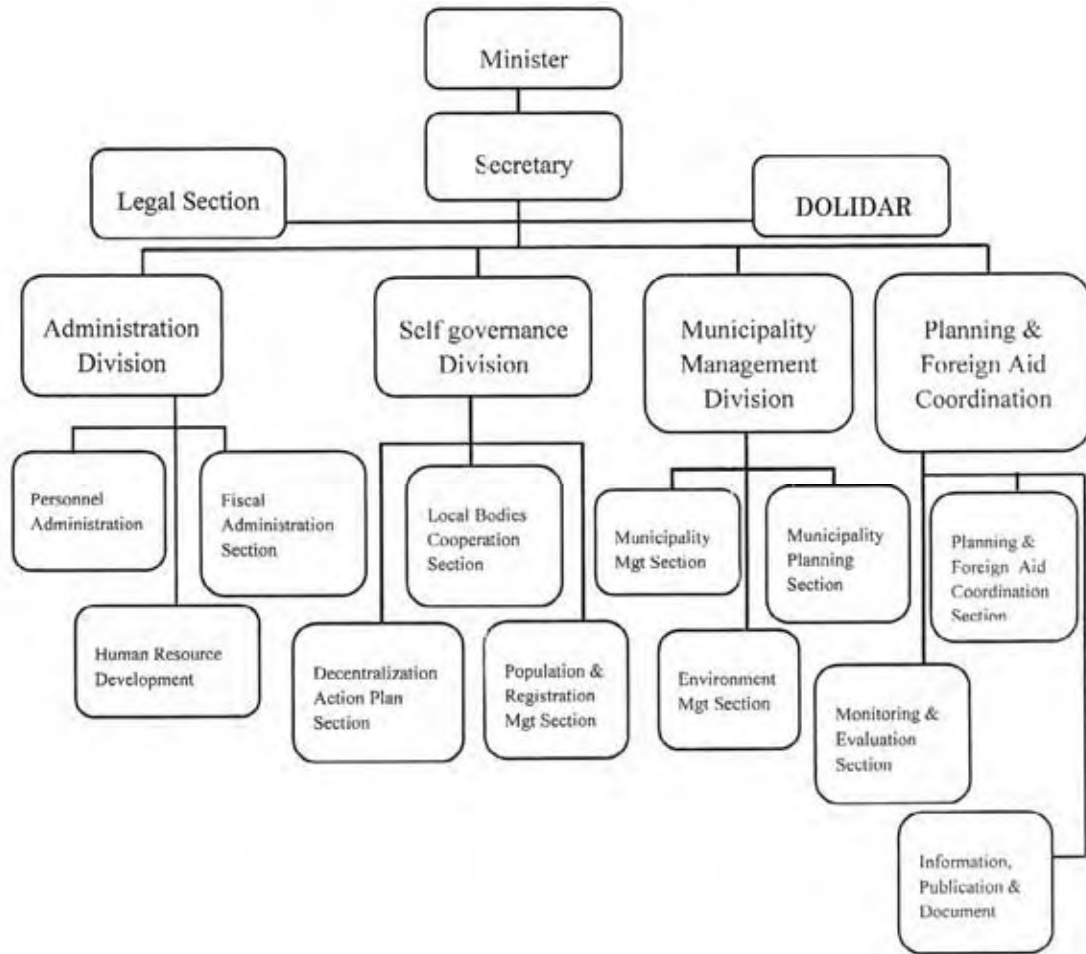 Minister
Secretary
Legal Section
DOLIDAR
Administration
Division
Self governance
Division
Municipality
Management
Division
Planning &
Foreign Aid
Coordination
Personnel
Administration
Fiscal
Administration
Section
Human Resource
Development
Local Bodies
Cooperation
Section
Decentralization
Action Plan
Section
Population &
Registration
Mgt Section
Municipality
Mgt Section
Municipality
Planning
Section
Environment
Mgt Section
Planning &
Foreign Aid
Coordination
Section
Monitoring &
Evaluation
Section
Information,
Publication &
Document